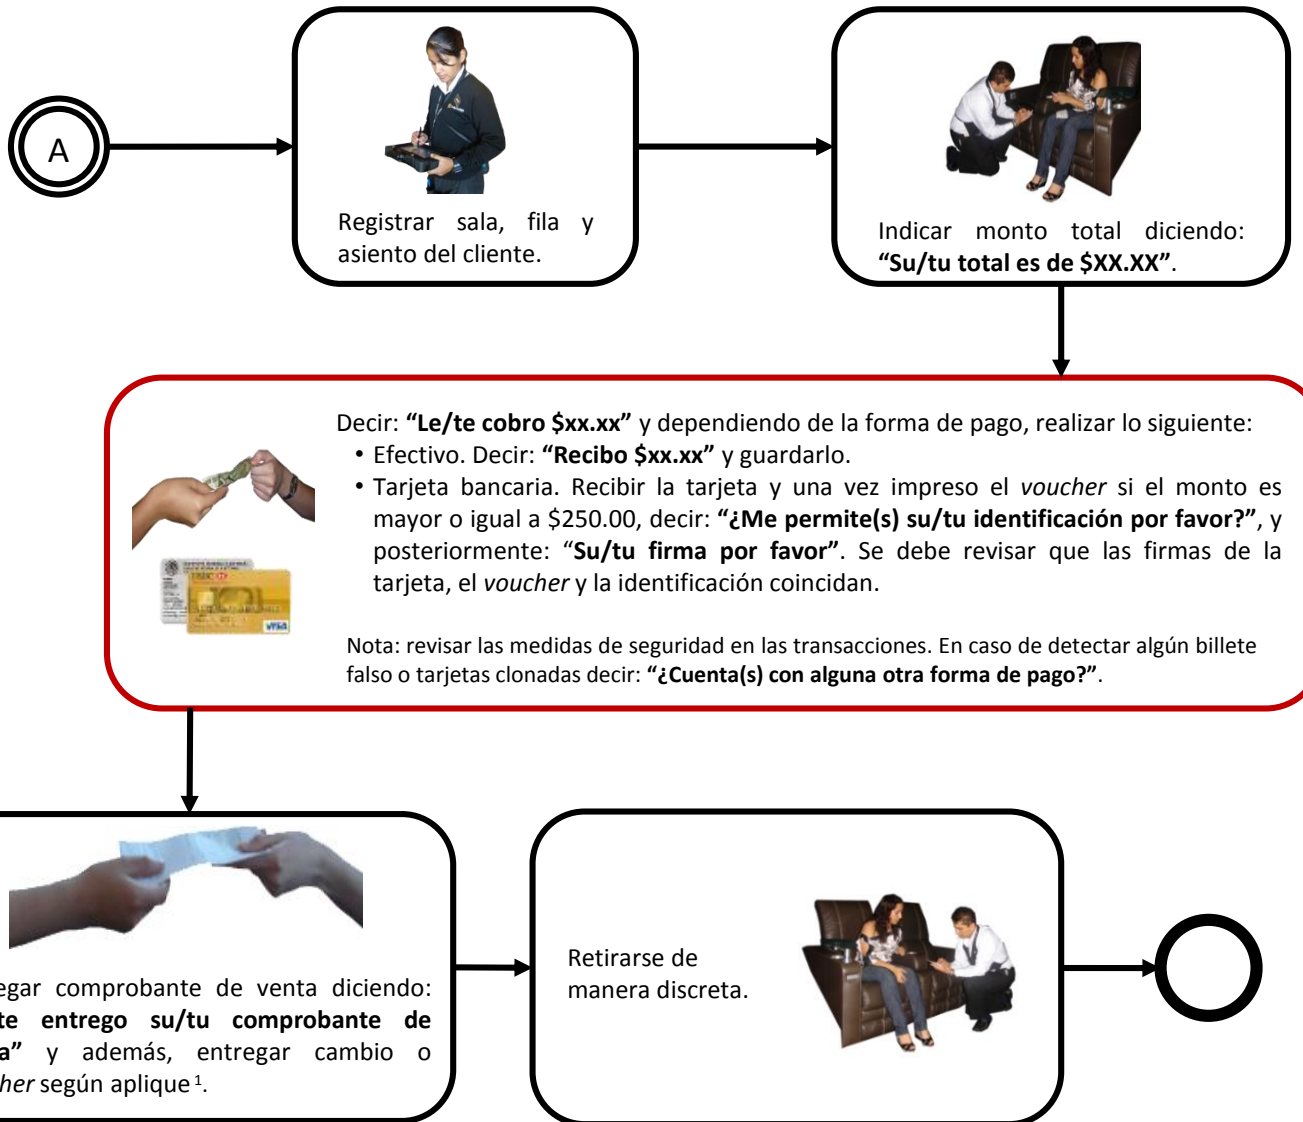 A
Registrar sala, fila y
asiento del cliente.
Indicar monto total diciendo:
“Su/tu total es de $XX.XX”.
Decir: “Le/te cobro $xx.xx” y dependiendo de la forma de pago, realizar lo siguiente:
• Efectivo. Decir: “Recibo $xx.xx” y guardarlo.
• Tarjeta bancaria. Recibir la tarjeta y una vez impreso el voucher si el monto es
mayor o igual a $250.00, decir: “¿Me permite(s) su/tu identificación por favor?”, y
posteriormente: “Su/tu firma por favor”. Se debe revisar que las firmas de la
tarjeta, el voucher y la identificación coincidan.
VISA
Nota: revisar las medidas de seguridad en las transacciones. En caso de detectar algún billete
falso o tarjetas clonadas decir: “¿Cuenta(s) con alguna otra forma de pago?”.
egar comprobante de venta diciendo:
te entrego su/tu comprobante de
a” y además, entregar cambio o
her según aplique ¹.
Retirarse de
manera discreta.